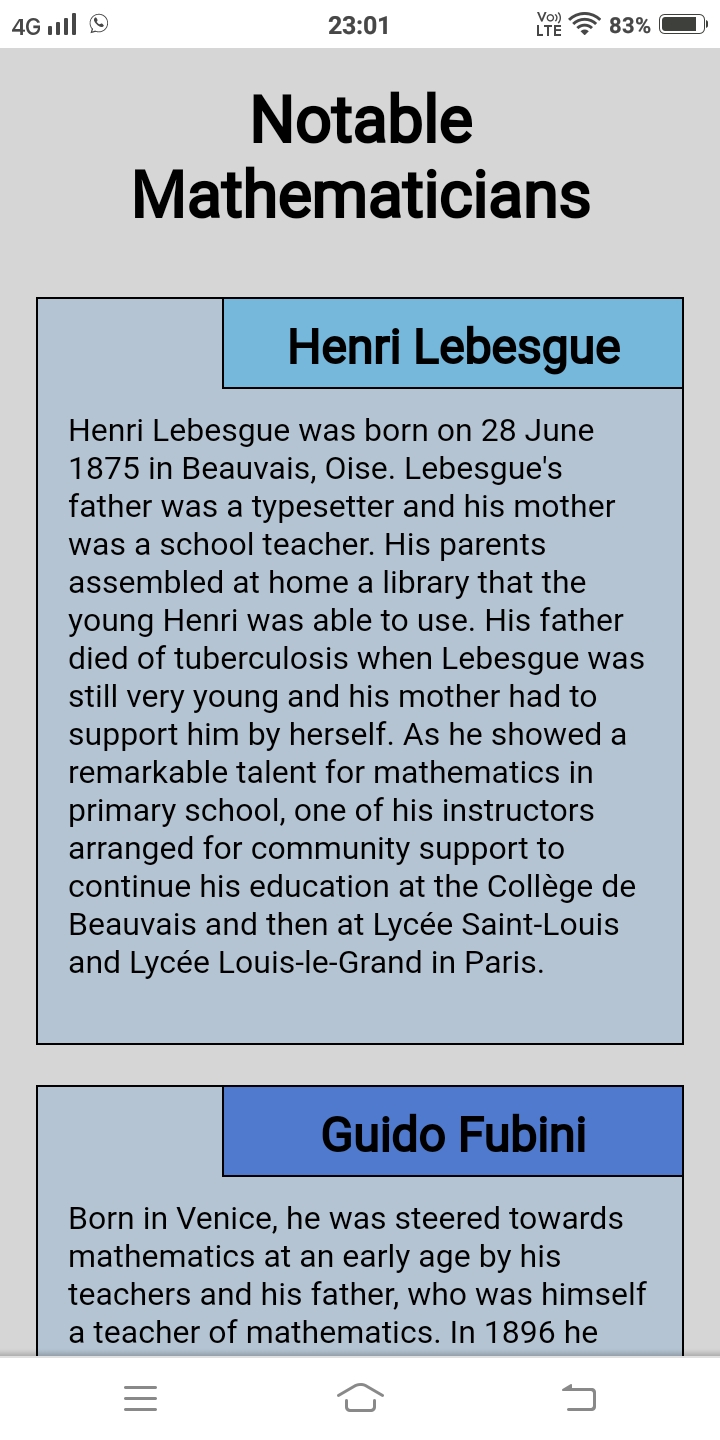 4G 23:01 Vo)) LTE 83%
Notable
Mathematicians
Henri Lebesgue
Henri Lebesgue was born on 28 June
1875 in Beauvais, Oise. Lebesgue's
father was a typesetter and his mother
was a school teacher. His parents
assembled at home a library that the
young Henri was able to use. His father
died of tuberculosis when Lebesgue was
still very young and his mother had to
support him by herself. As he showed a
remarkable talent for mathematics in
primary school, one of his instructors
arranged for community support to
continue his education at the Collège de
Beauvais and then at Lycée Saint-Louis
and Lycée Louis-le-Grand in Paris.
Guido Fubini
Born in Venice, he was steered towards
mathematics at an early age by his
teachers and his father, who was himself
a teacher of mathematics. In 1896 he